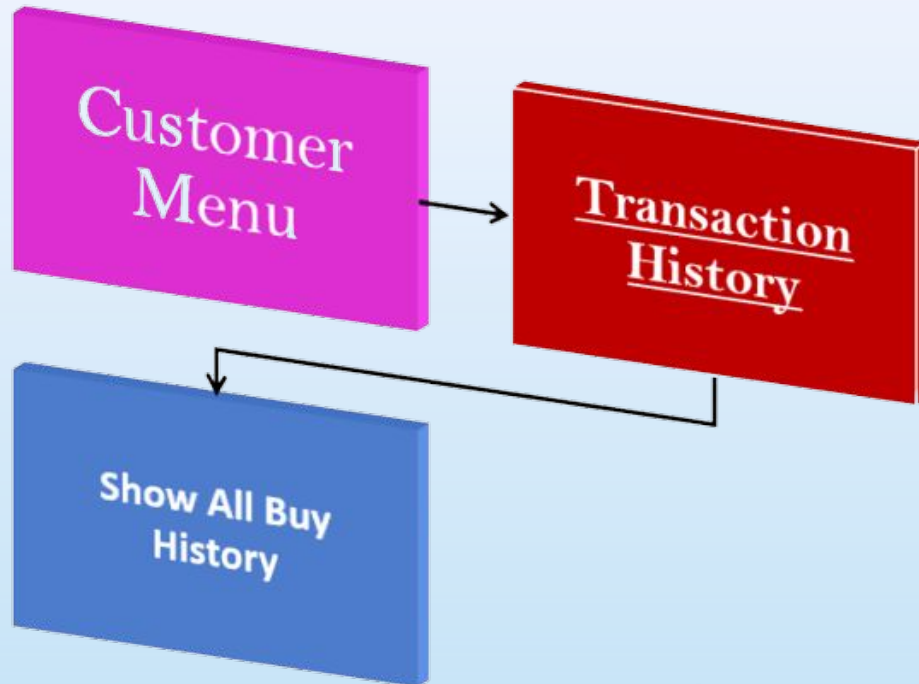 Customer
Menu
Transaction
History
Show All Buy
History